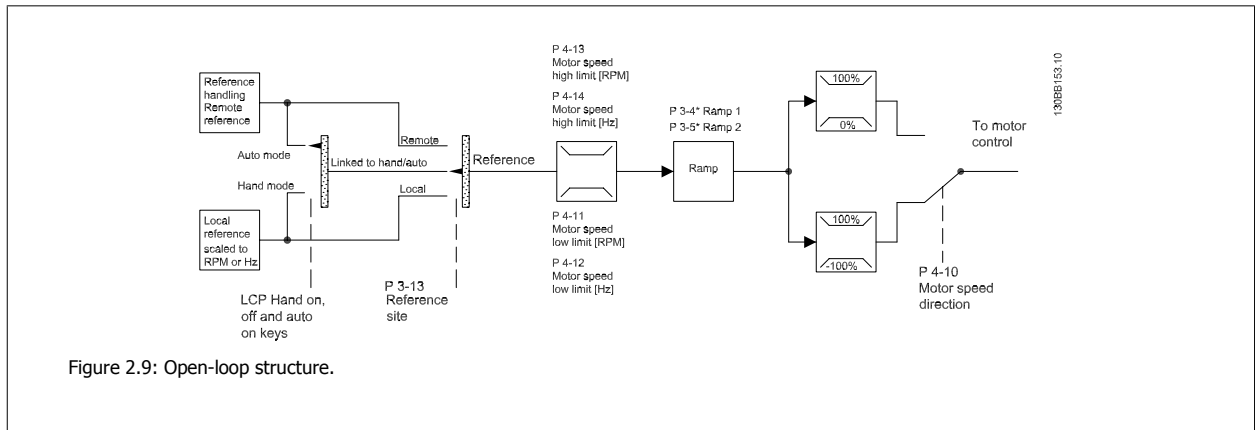 Reference
handling
Remote
reference
Auto mode
Hand mode
Local
reference
scaled to
RPM or Hz
LCP Hand on,
off and auto
on keys
Linked to hand/auto
Remote
Local
P 3-13
Reference
site
Reference
P 4-13
Motor speed
high limit [RPM]
P 4-14
Motor speed
high limit [Hz]
P 4-11
Motor speed
low limit [RPM]
P 4-12
Motor speed
low limit [Hz]
P 3-4* Ramp 1
P 3-5* Ramp 2
Ramp
100%
0%
100%
-100%
To motor
control
P 4-10
Motor speed
direction
130BB153.10
Figure 2.9: Open-loop structure.